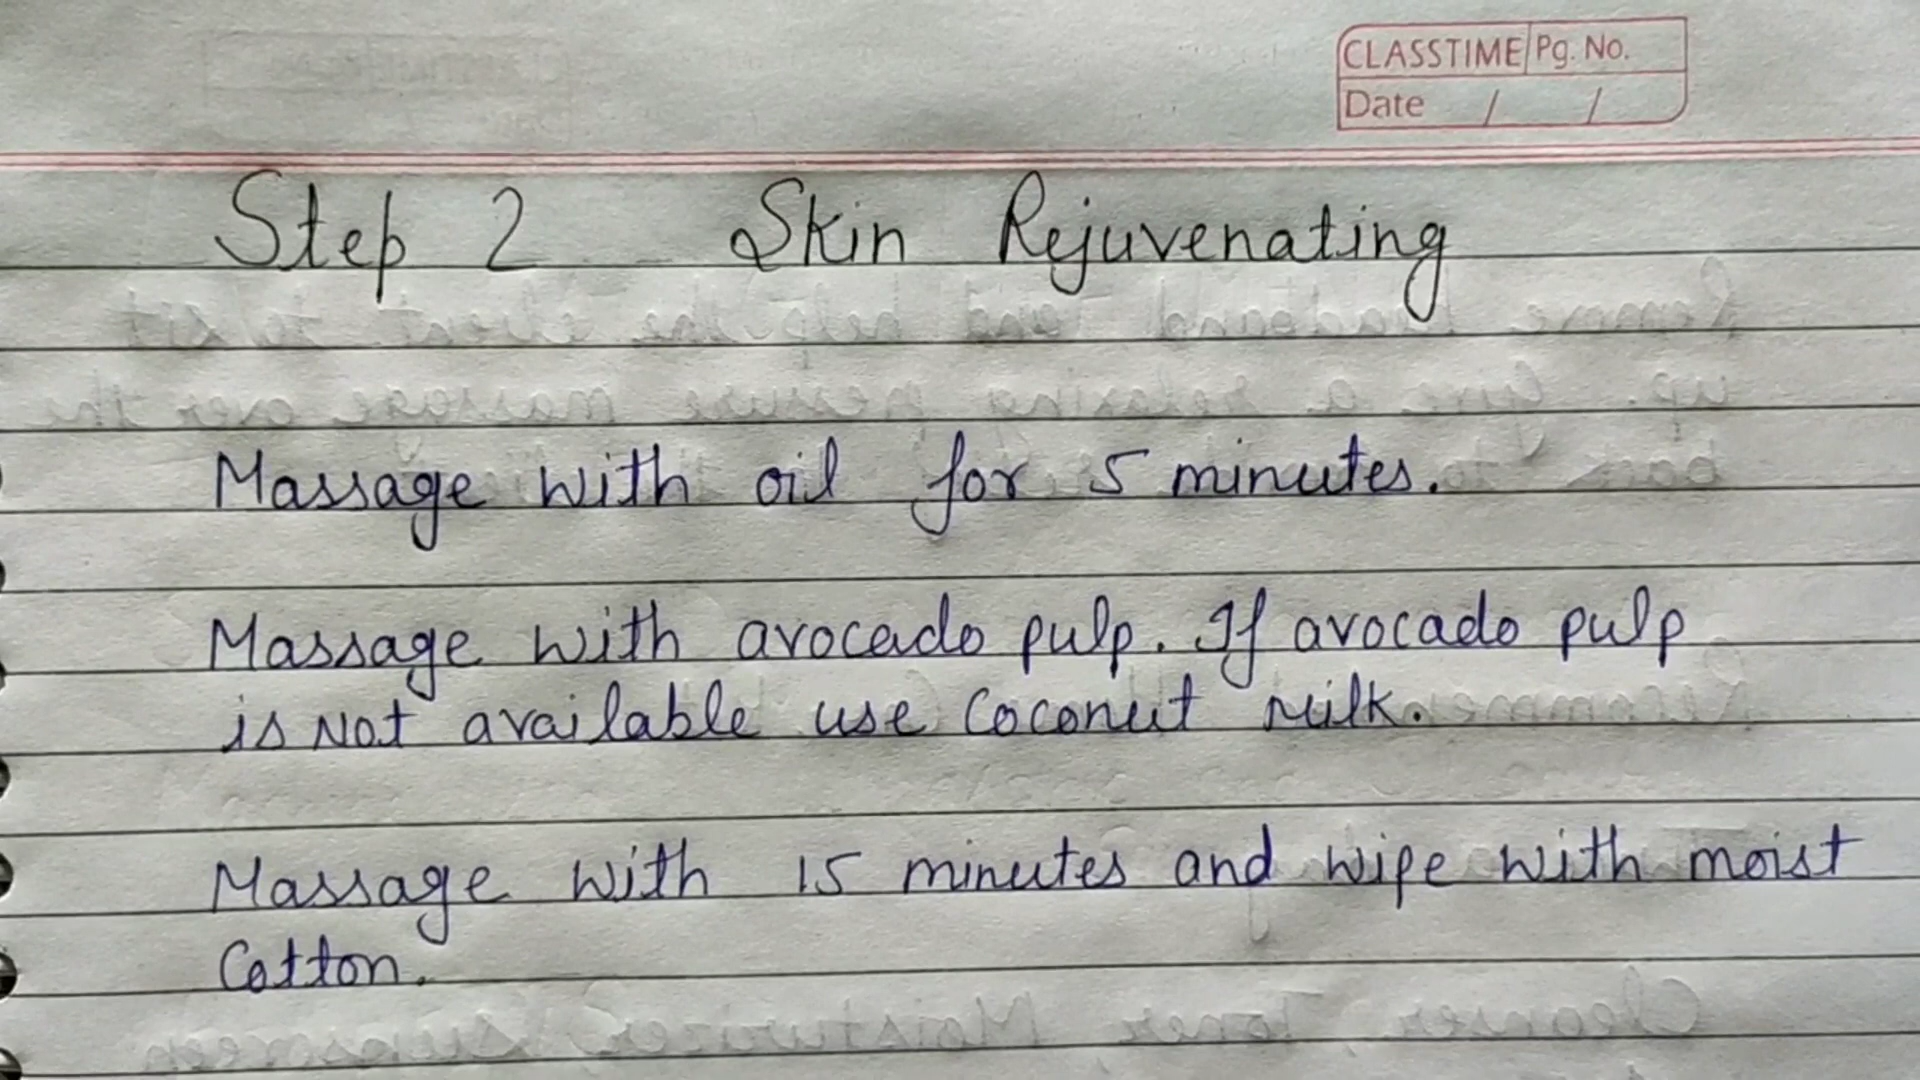 CLASSTIME Pg. No.
Date / /
Step 2 Skin Rejuvenating
Massage with oil for 5 minutes.
Massage with avocado pulp. If avocado pulp
is Not available use Coconut milk.
Massage with 15 minutes and wipe with moist
Cotton.